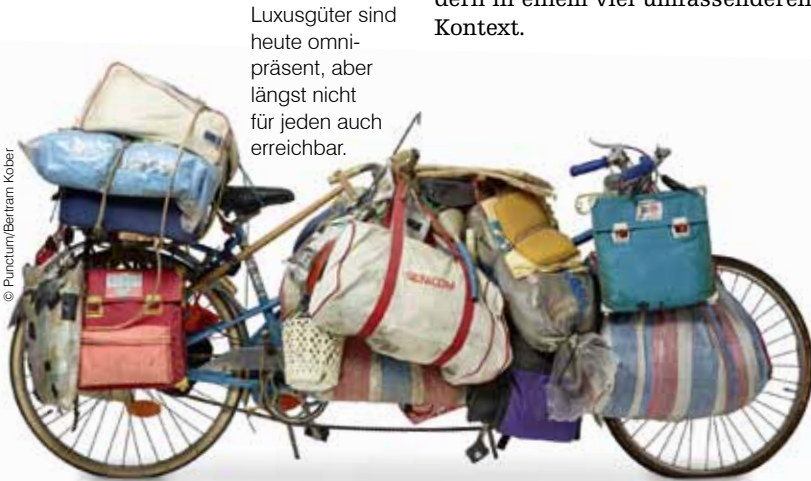 Luxusgüter sind
heute omni-
präsent, aber
längst nicht
für jeden auch
erreichbar.
dern in einem vier umfassenderen
Kontext.
© Punctum/Bertram Kober